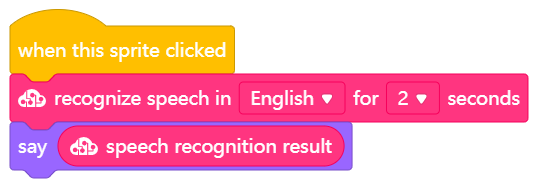 when this sprite clicked
recognize speech in English for 2 seconds
say speech recognition result